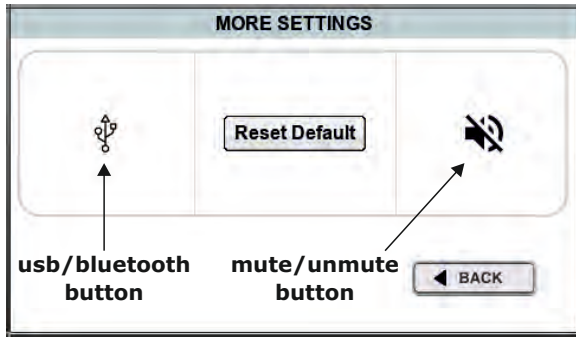 MORE SETTINGS
Reset Default
usb/bluetooth
button
mute/unmute
button
BACK